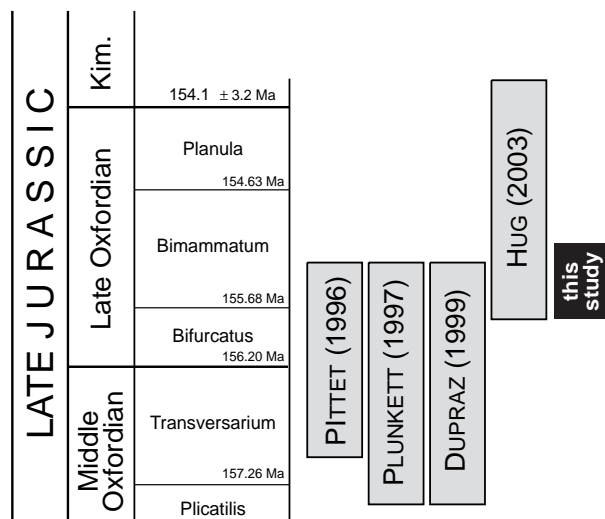 LATE JURASSIC
Kim.
Late Oxfordian
Middle
Oxfordian
154.1 ± 3.2 Ma
Planula
154.63 Ma
Bimammatum
155.68 Ma
Bifurcatus
156.20 Ma
Transversarium
157.26 Ma
Plicatilis
PITTET (1996)
PLUNKETT (1997)
DUPRAZ (1999)
HUG (2003)
this
study